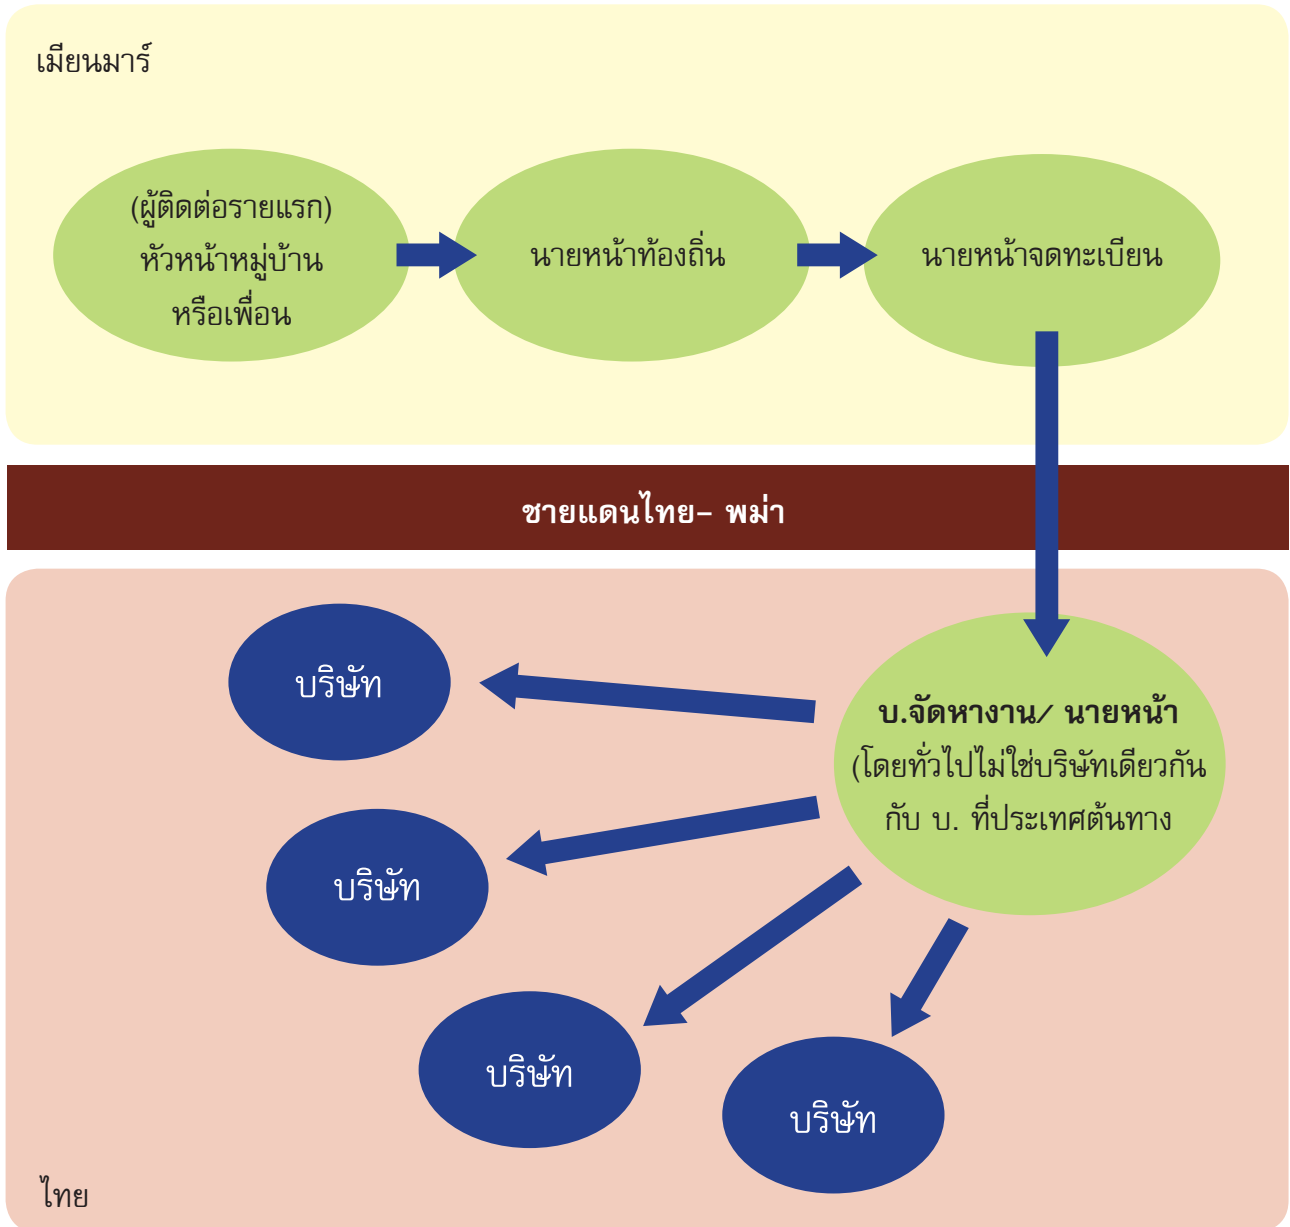 เมียนมาร์
(ผู้ติดต่อรายแรก)
หัวหน้าหมู่บ้าน
หรือเพื่อน
นายหน้าท้องถิ่น
นายหน้าจดทะเบียน
ชายแดนไทย- พม่า
บริษัท
บ.จัดหางาน/ นายหน้า
(โดยทั่วไปไม่ใช่บริษัทเดียวกัน
กับ บ. ที่ประเทศต้นทาง
บริษัท
บริษัท
บริษัท
ไทย